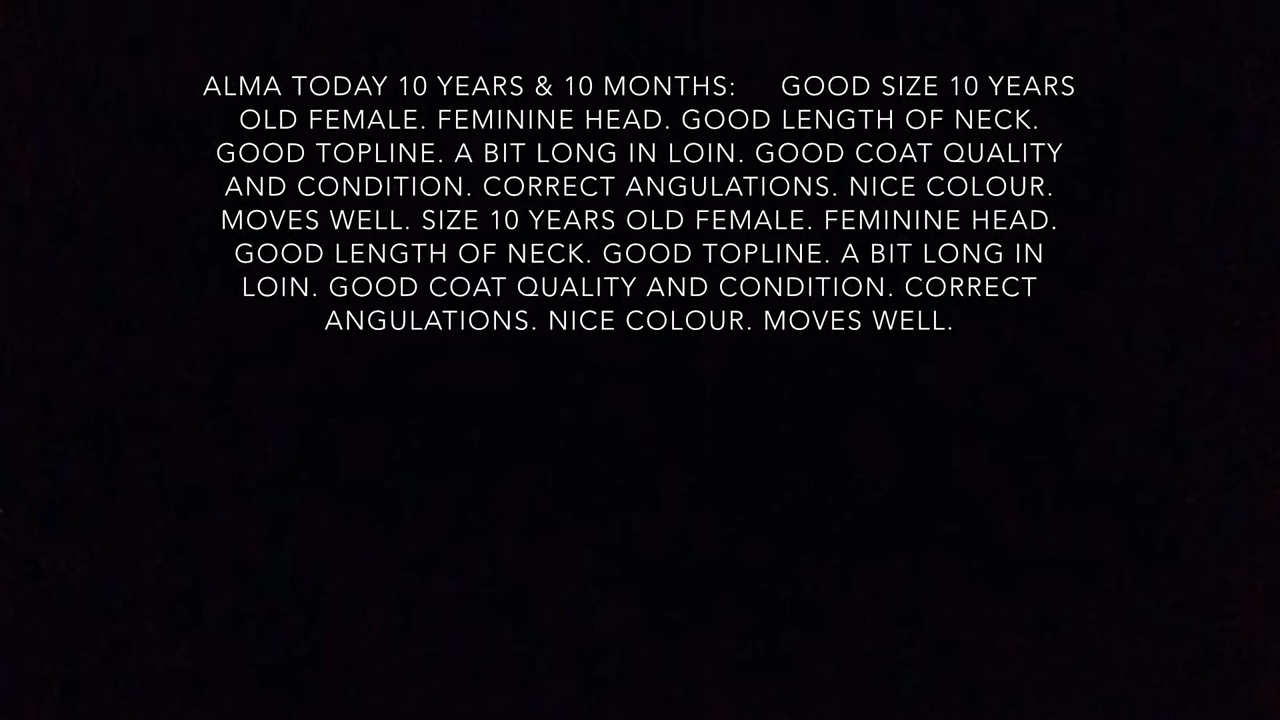 ALMA TODAY 10 YEARS & 10 MONTHS: GOOD SIZE 10 YEARS
OLD FEMALE. FEMININE HEAD. GOOD LENGTH OF NECK.
GOOD TOPLINE. A BIT LONG IN LOIN. GOOD COAT QUALITY
AND CONDITION. CORRECT ANGULATIONS. NICE COLOUR.
MOVES WELL. SIZE 10 YEARS OLD FEMALE. FEMININE HEAD.
GOOD LENGTH OF NECK. GOOD TOPLINE. A BIT LONG IN
LOIN. GOOD COAT QUALITY AND CONDITION. CORRECT
ANGULATIONS. NICE COLOUR. MOVES WELL.